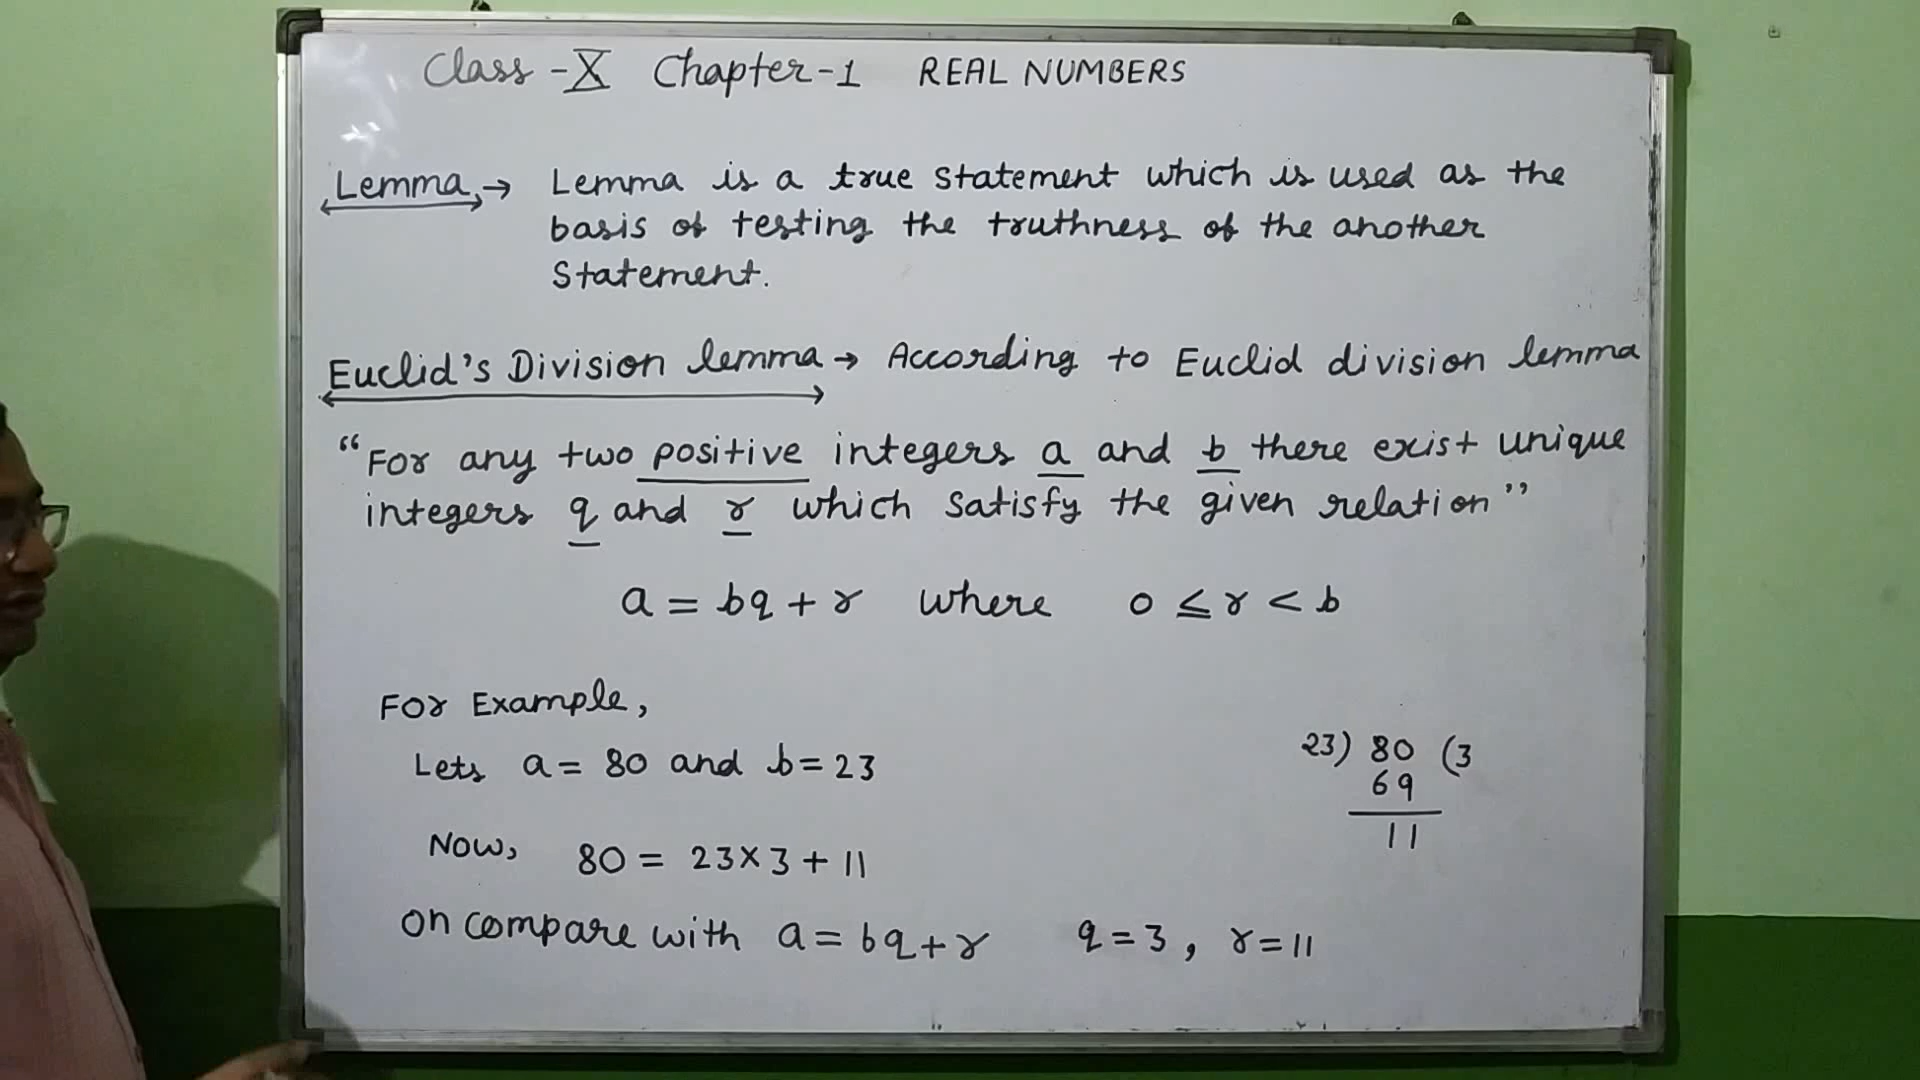 Class - X Chapter-1 REAL NUMBERS
Lemma → Lemma is a true statement which is used as the
basis of testing the truthness of the another
statement.
Euclid's Division lemma → According to Euclid division lemma
"For any two positive integers a and b there exist unique
integers q and r which satisfy the given relation"
a = bq + r where 0 ≤ r < b
For Example,
Lets a = 80 and b = 23
Now, 80 = 23 × 3 + 11
On compare with a = bq + r q = 3, r = 11
23) 80 (3
69
11